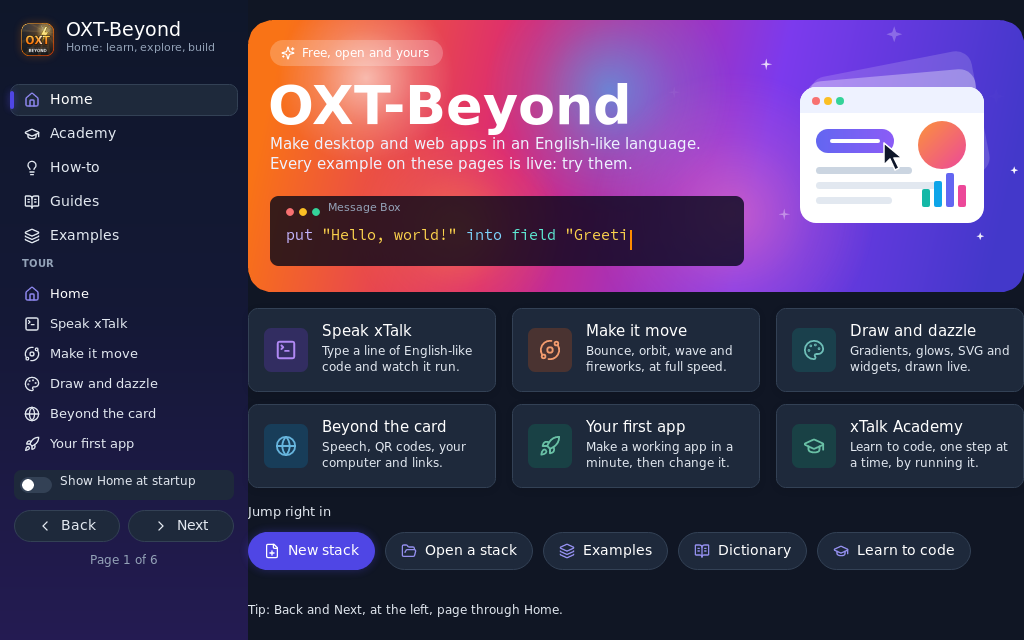 OXT
BEYOND
OXT-Beyond
Home: learn, explore, build
Home
Academy
How-to
Guides
Examples
TOUR
Home
Speak xTalk
Make it move
Draw and dazzle
Beyond the card
Your first app
Show Home at startup
Back
Next
Page 1 of 6
Free, open and yours
OXT-Beyond
Make desktop and web apps in an English-like language.
Every example on these pages is live: try them.
Message Box
put "Hello, world!" into field "Greeti
Speak xTalk
Type a line of English-like
code and watch it run.
Make it move
Bounce, orbit, wave and
fireworks, at full speed.
Draw and dazzle
Gradients, glows, SVG and
widgets, drawn live.
Beyond the card
Speech, QR codes, your
computer and links.
Your first app
Make a working app in a
minute, then change it.
xTalk Academy
Learn to code, one step at
a time, by running it.
Jump right in
New stack
Open a stack
Examples
Dictionary
Learn to code
Tip: Back and Next, at the left, page through Home.